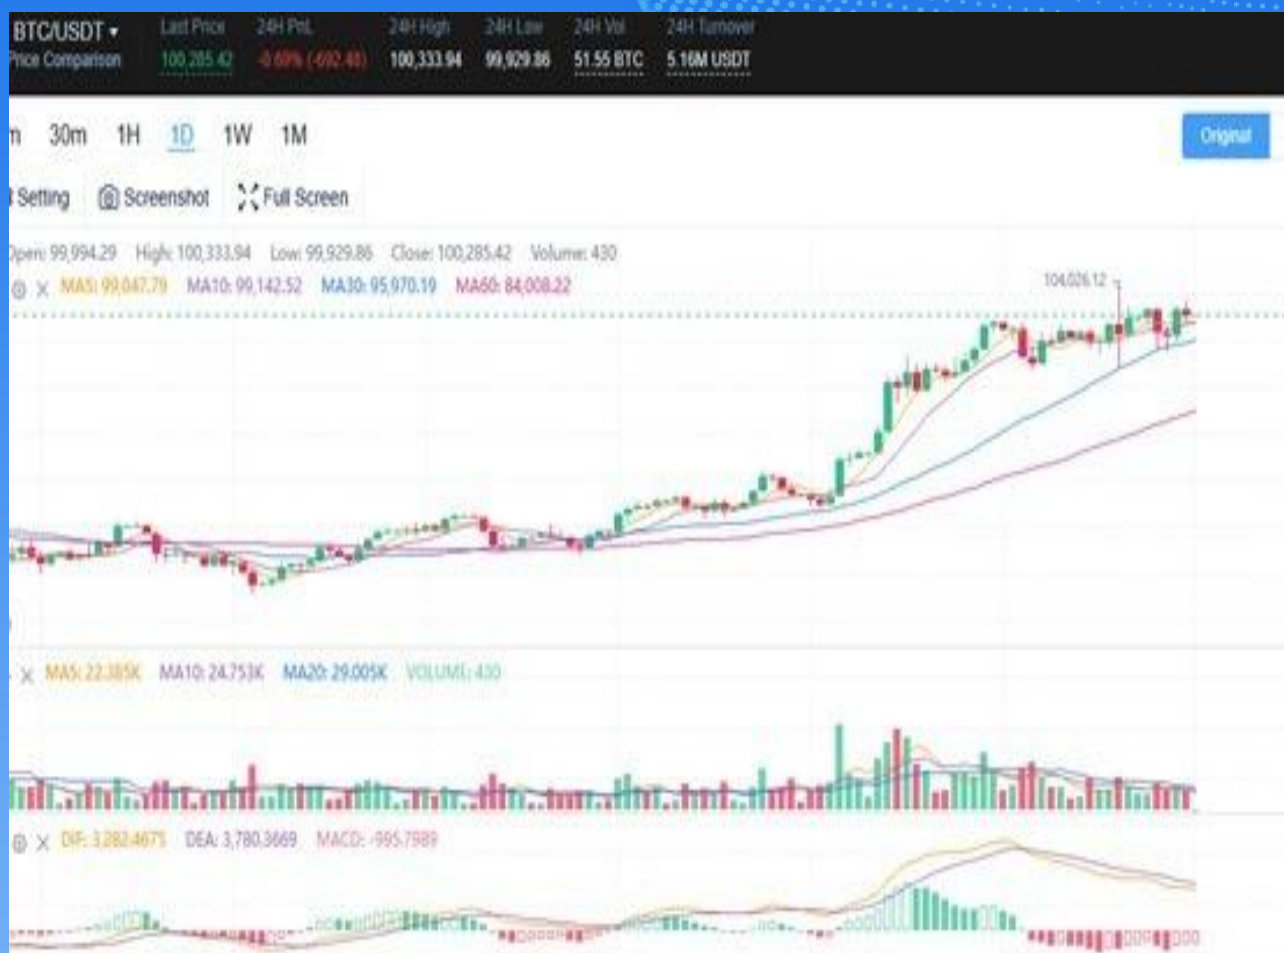 BTC/USDT Last Price 24H PnL 24H High 24H Low 24H Vol 24H Turnover
Price Comparison 100,285.42 -0.69% (-692.48) 100,333.94 99,929.86 51.55 BTC 5.16M USDT
m 30m 1H 1D 1W 1M Original
Setting Screenshot Full Screen
Open: 99,994.29 High: 100,333.94 Low: 99,929.86 Close: 100,285.42 Volume: 430
MA5: 99,047.79 MA10: 99,142.52 MA30: 95,970.19 MA60: 84,008.22
104,026.12
MA5: 22.385K MA10: 24.753K MA20: 29.005K VOLUME: 430
DIF: 3,282.4675 DEA: 3,780.3669 MACD: -995.7989